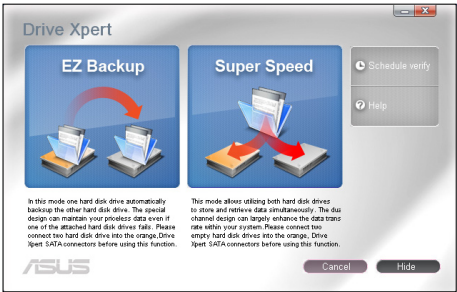 Drive Xpert
EZ Backup
Super Speed
Schedule verify
Help
In this mode one hard disk drive automatically
backsup the other hard disk drive. The special
design can maintain your priceless data even if
one of the attached hard disk drives fails. Please
connect two hard disk drive into the orange,Drive
Xpert SATA connectors before using this function.
This mode allows utilizing both hard disk drives
to store and retrieve data simultaneously. The dua
channel design can largely enhance the data trans
rate within your system.Please connect two
empty hard disk drives into the orange, Drive
Xpert SATA connectors before using this function.
ASUS
Cancel
Hide